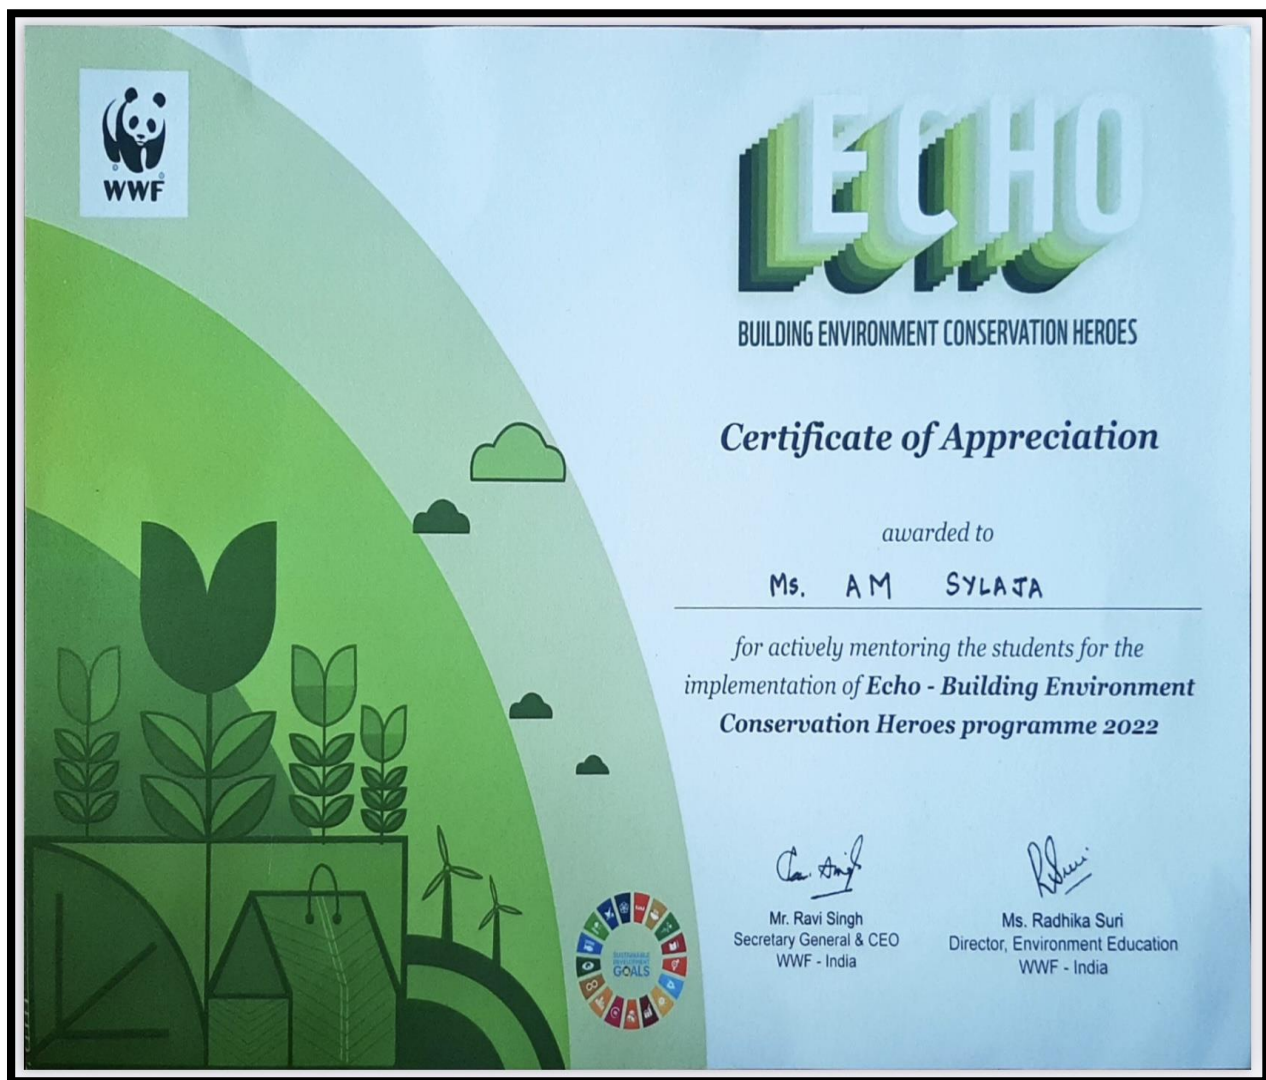 WWF
ECHO
BUILDING ENVIRONMENT CONSERVATION HEROES
Certificate of Appreciation
awarded to
Ms. AM SYLAJA
for actively mentoring the students for the
implementation of Echo - Building Environment
Conservation Heroes programme 2022
Mr. Ravi Singh
Secretary General & CEO
WWF - India
Ms. Radhika Suri
Director, Environment Education
WWF - India
SUSTAINABLE
DEVELOPMENT
GOALS